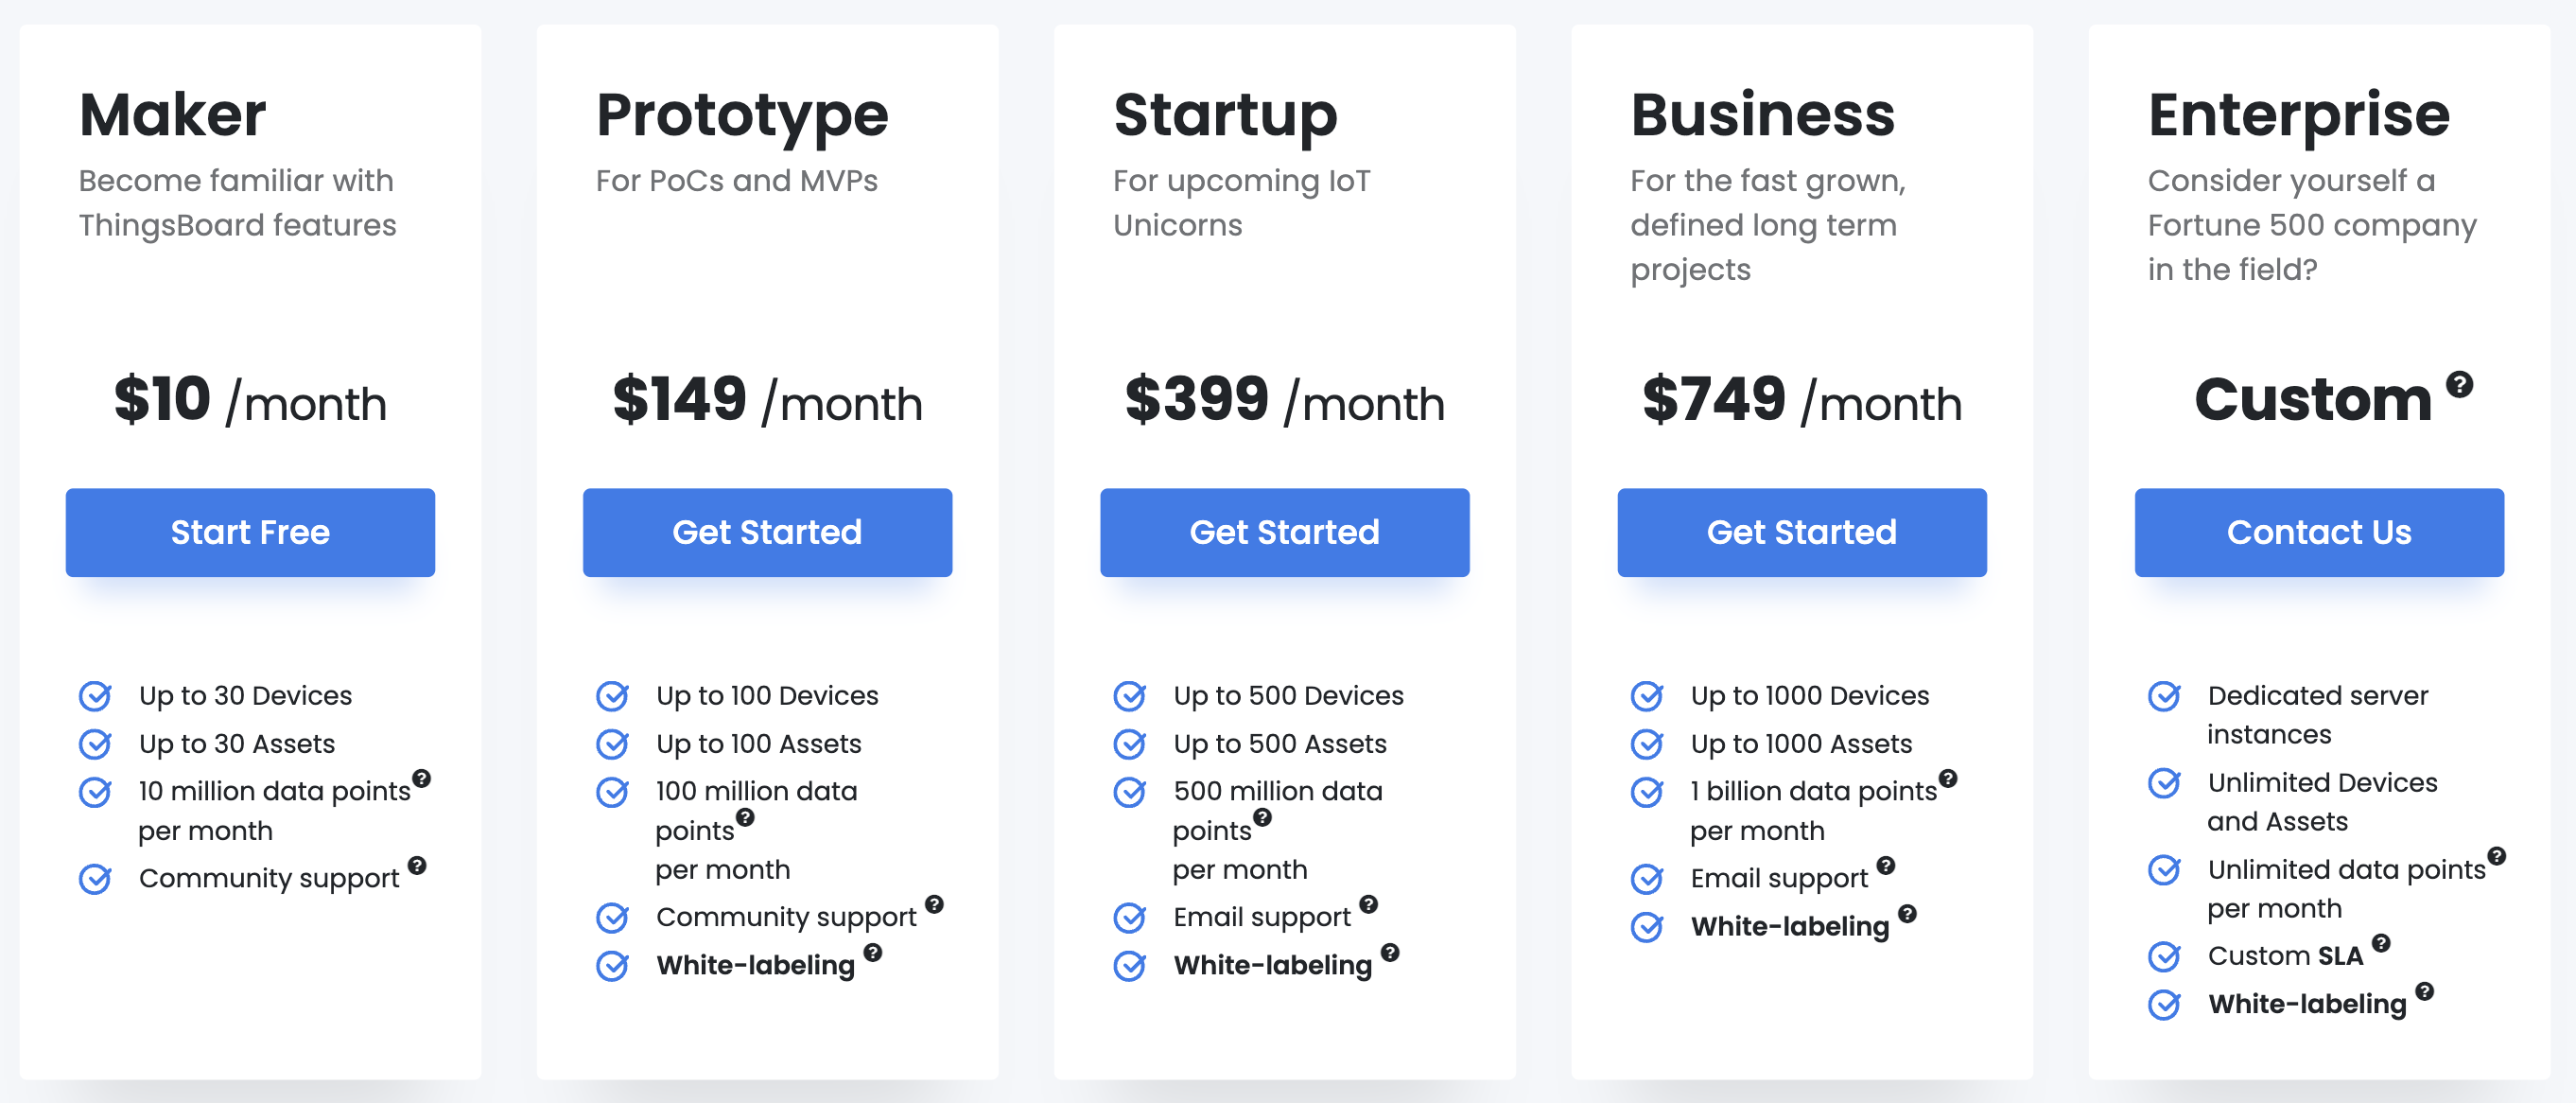 Maker
Become familiar with
ThingsBoard features
$10 /month
Start Free
Up to 30 Devices
Up to 30 Assets
10 million data points?
per month
Community support ?
Prototype
For PoCs and MVPs
$149 /month
Get Started
Up to 100 Devices
Up to 100 Assets
100 million data
points?
per month
Community support ?
White-labeling ?
Startup
For upcoming IoT
Unicorns
$399 /month
Get Started
Up to 500 Devices
Up to 500 Assets
500 million data
points?
per month
Email support ?
White-labeling ?
Business
For the fast grown,
defined long term
projects
$749 /month
Get Started
Up to 1000 Devices
Up to 1000 Assets
1 billion data points?
per month
Email support ?
White-labeling ?
Enterprise
Consider yourself a
Fortune 500 company
in the field?
Custom ?
Contact Us
Dedicated server
instances
Unlimited Devices
and Assets
Unlimited data points?
per month
Custom SLA ?
White-labeling ?